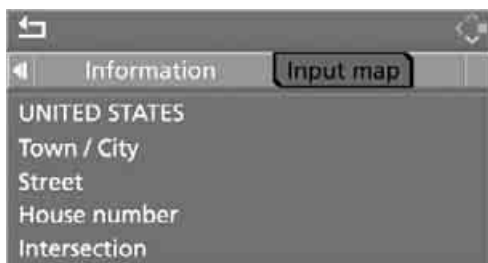 Information Input map
UNITED STATES
Town / City
Street
House number
Intersection